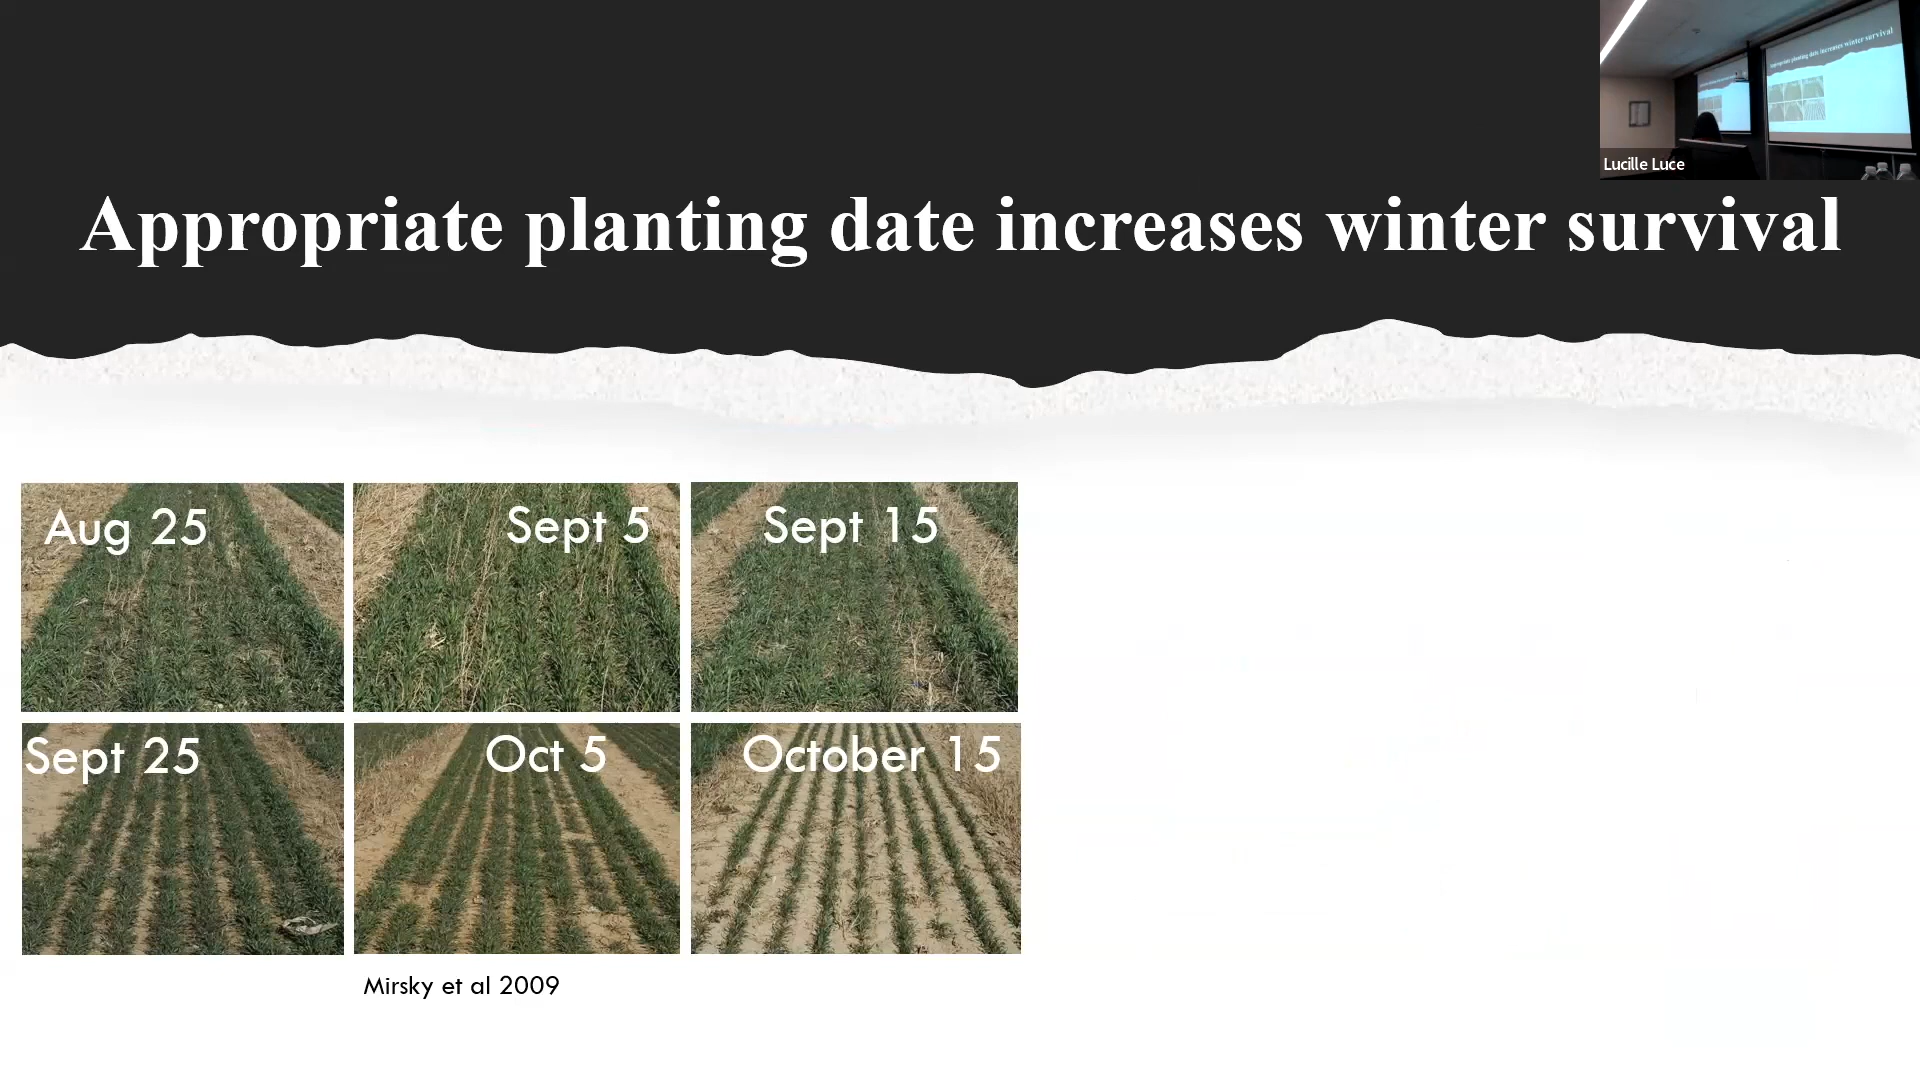 Appropriate planting date increases winter survival
Lucille Luce
Aug 25
Sept 5
Sept 15
Sept 25
Oct 5
October 15
Mirsky et al 2009